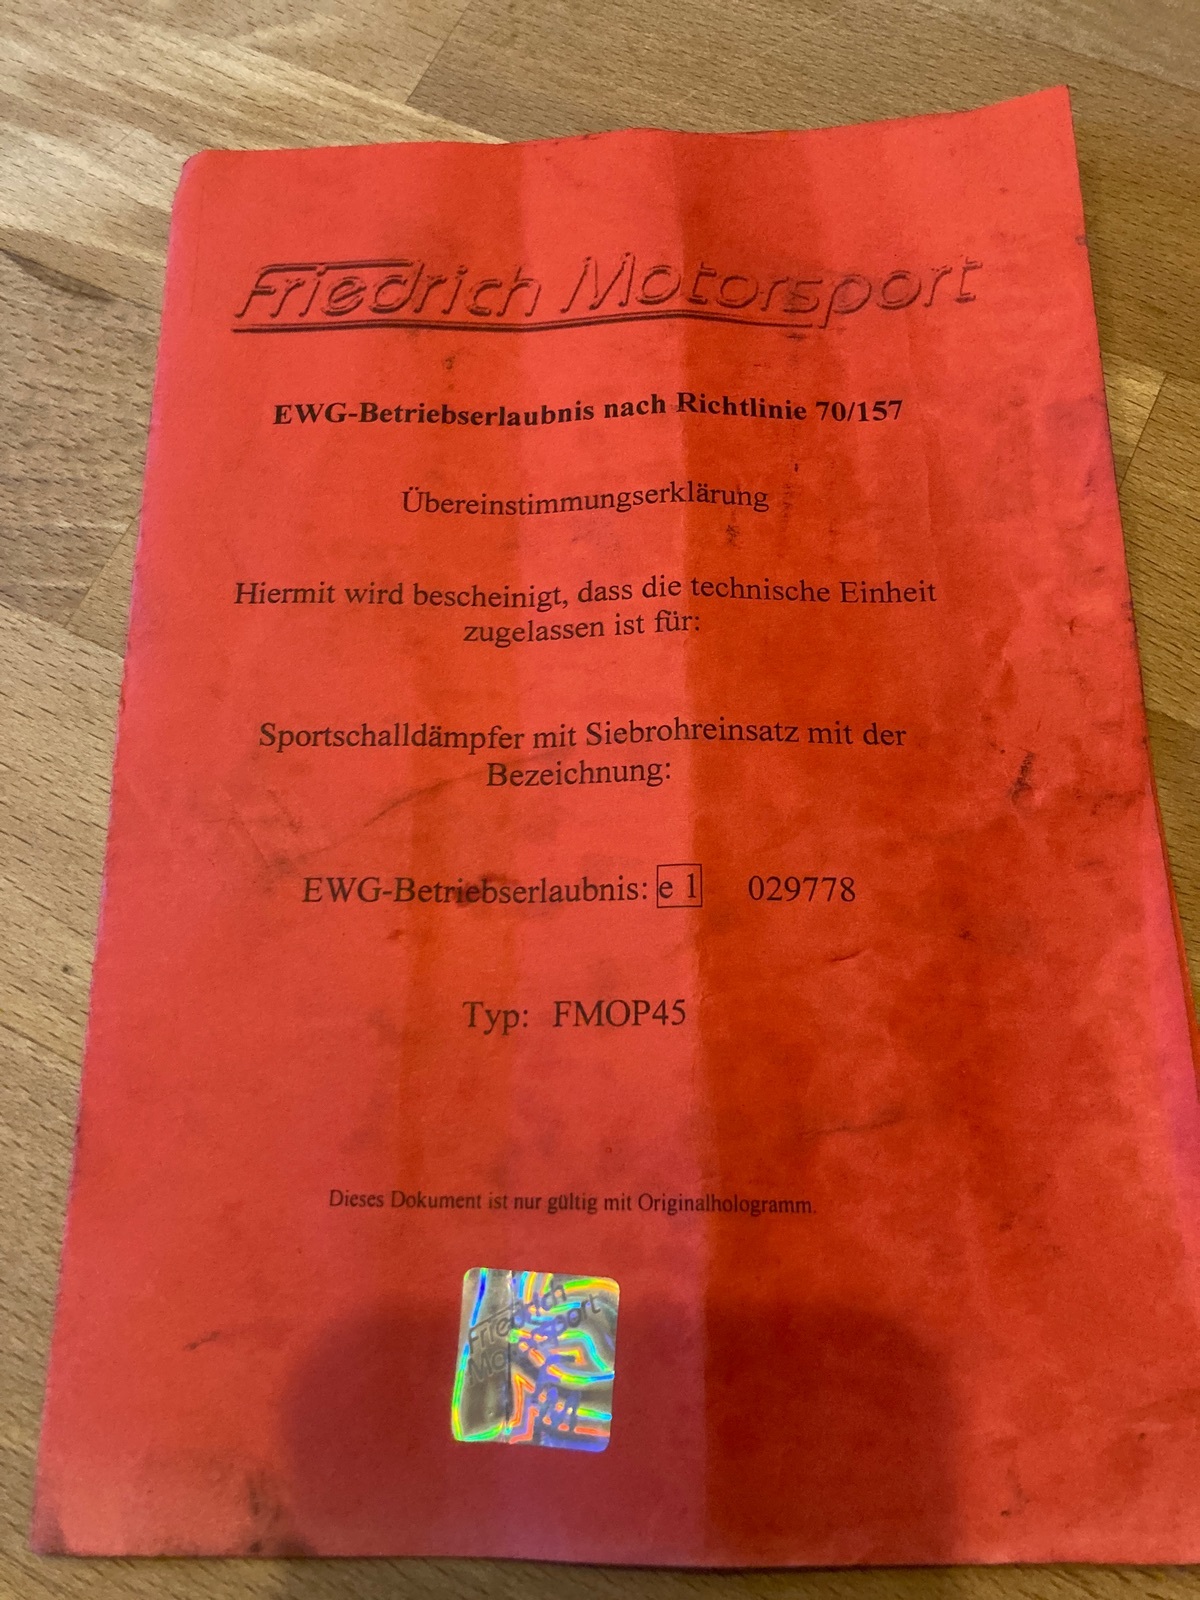 Friedrich Motorsport
EWG-Betriebserlaubnis nach Richtlinie 70/157
Übereinstimmungserklärung
Hiermit wird bescheinigt, dass die technische Einheit
zugelassen ist für:
Sportschalldämpfer mit Siebrohreinsatz mit der
Bezeichnung:
EWG-Betriebserlaubnis: e 1 029778
Typ: FMOP45
Dieses Dokument ist nur gültig mit Originalhologramm.
Friedrich
Motorsport